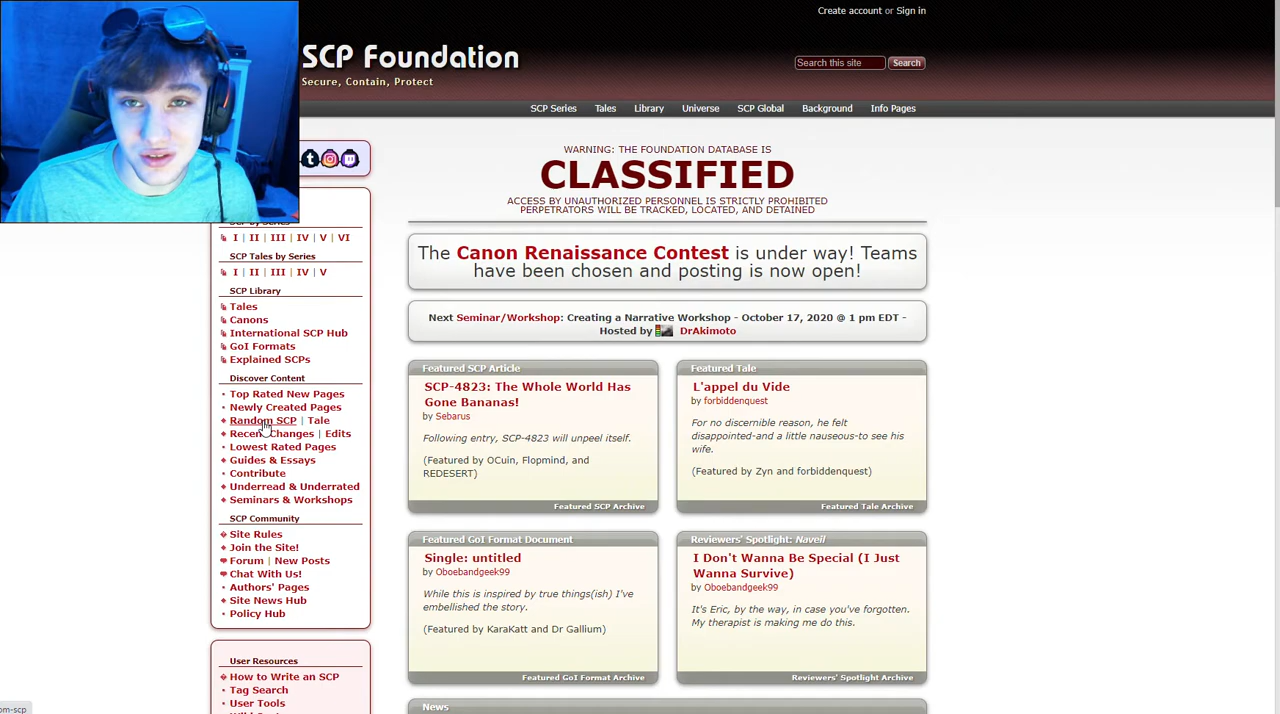 Create account or Sign in
SCP Foundation
Secure, Contain, Protect
Search this site
Search
SCP Series
Tales
Library
Universe
SCP Global
Background
Info Pages
WARNING: THE FOUNDATION DATABASE IS
CLASSIFIED
ACCESS BY UNAUTHORIZED PERSONNEL IS STRICTLY PROHIBITED
PERPETRATORS WILL BE TRACKED, LOCATED, AND DETAINED
The Canon Renaissance Contest is under way! Teams
have been chosen and posting is now open!
Next Seminar/Workshop: Creating a Narrative Workshop - October 17, 2020 @ 1 pm EDT -
Hosted by DrAkimoto
SCP by Series
I | II | III | IV | V | VI
SCP Tales by Series
I | II | III | IV | V
SCP Library
Tales
Canons
International SCP Hub
GoI Formats
Explained SCPs
Discover Content
Top Rated New Pages
Newly Created Pages
Random SCP | Tale
Recent Changes | Edits
Lowest Rated Pages
Guides & Essays
Contribute
Underread & Underrated
Seminars & Workshops
SCP Community
Site Rules
Join the Site!
Forum | New Posts
Chat With Us!
Authors' Pages
Site News Hub
Policy Hub
User Resources
How to Write an SCP
Tag Search
User Tools
Featured SCP Article
SCP-4823: The Whole World Has
Gone Bananas!
by Sebarus
Following entry, SCP-4823 will unpeel itself.
(Featured by OCuin, Flopmind, and
REDESERT)
Featured SCP Archive
Featured Tale
L'appel du Vide
by forbiddenquest
For no discernible reason, he felt
disappointed-and a little nauseous-to see his
wife.
(Featured by Zyn and forbiddenquest)
Featured Tale Archive
Featured GoI Format Document
Single: untitled
by Oboebandgeek99
While this is inspired by true things(ish) I've
embellished the story.
(Featured by KaraKatt and Dr Gallium)
Featured GoI Format Archive
Reviewers' Spotlight: Naveil
I Don't Wanna Be Special (I Just
Wanna Survive)
by Oboebandgeek99
It's Eric, by the way, in case you've forgotten.
My therapist is making me do this.
Reviewers' Spotlight Archive
News
om-scp